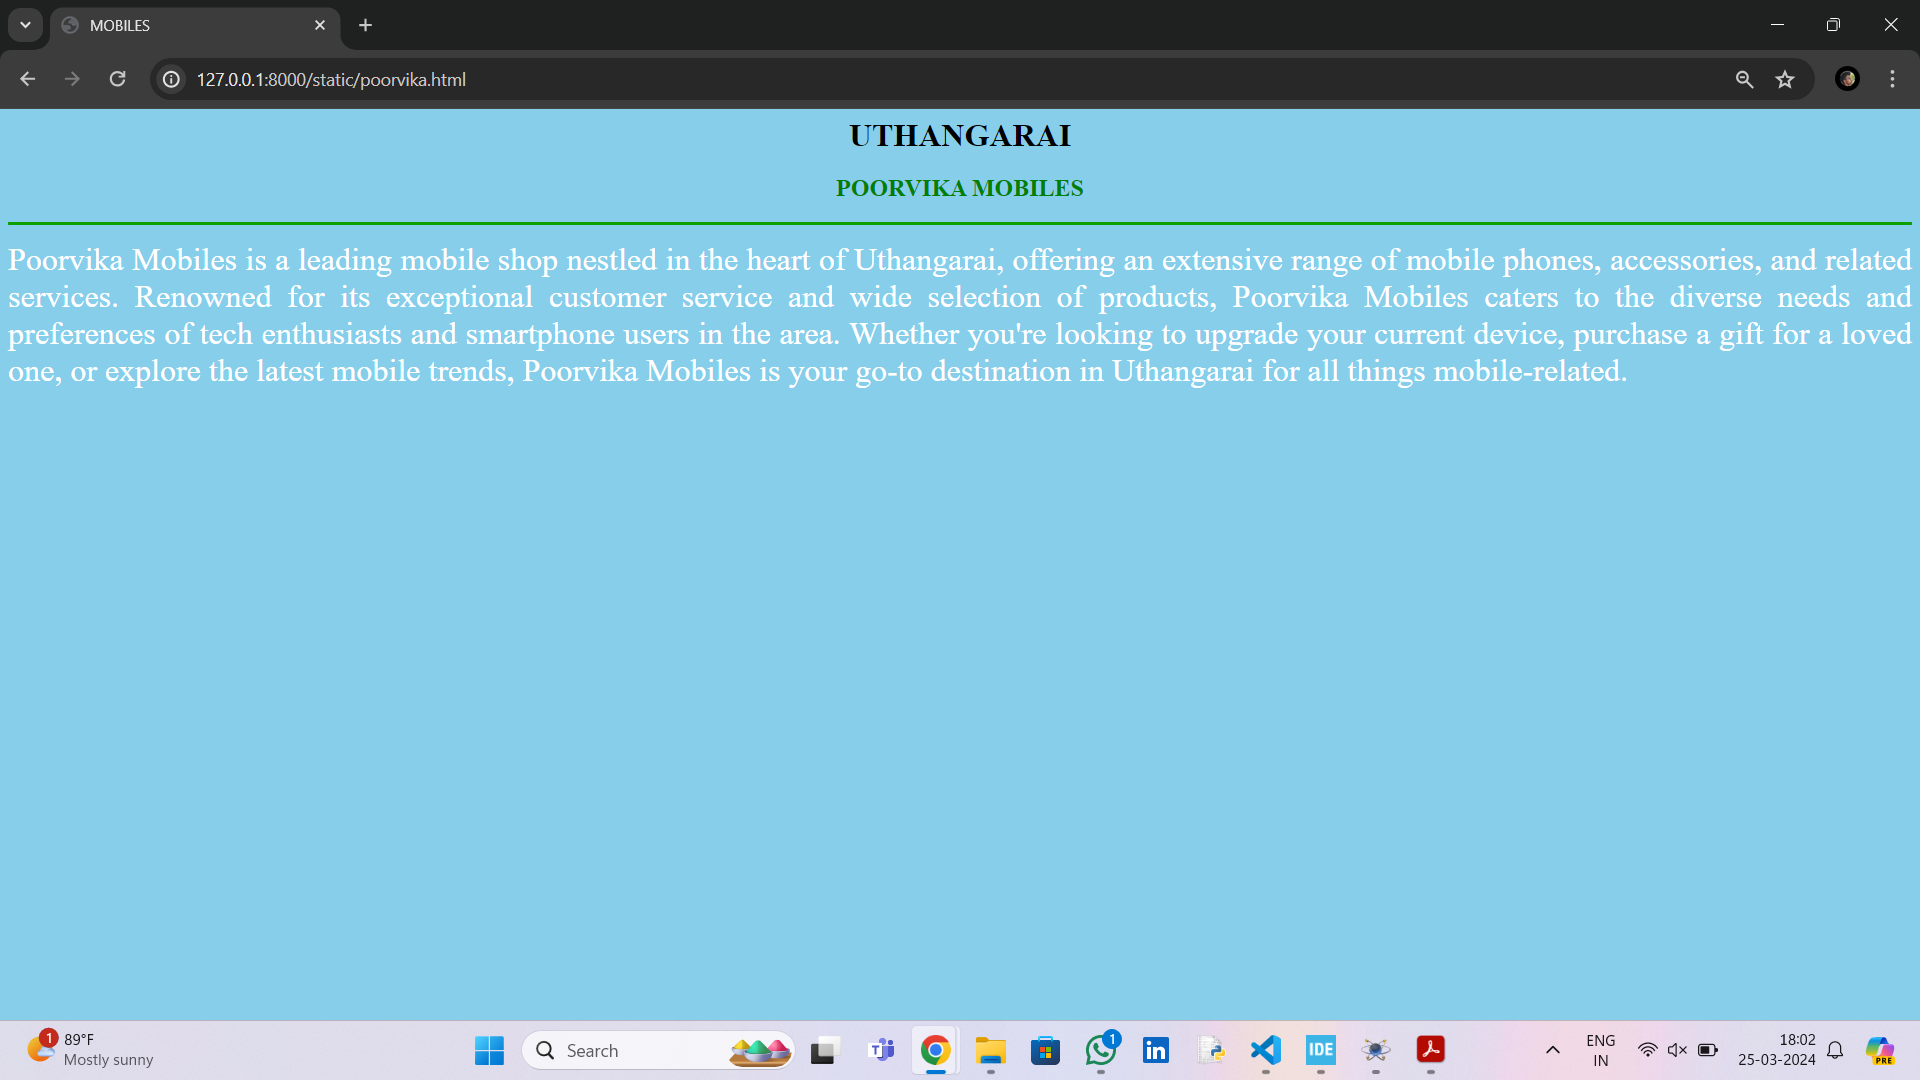 MOBILES
127.0.0.1:8000/static/poorvika.html
UTHANGARAI
POORVIKA MOBILES
Poorvika Mobiles is a leading mobile shop nestled in the heart of Uthangarai, offering an extensive range of mobile phones, accessories, and related
services. Renowned for its exceptional customer service and wide selection of products, Poorvika Mobiles caters to the diverse needs and
preferences of tech enthusiasts and smartphone users in the area. Whether you're looking to upgrade your current device, purchase a gift for a loved
one, or explore the latest mobile trends, Poorvika Mobiles is your go-to destination in Uthangarai for all things mobile-related.
1
89°F
Mostly sunny
Search
1
in
IDE
ENG
IN
18:02
25-03-2024
PRE